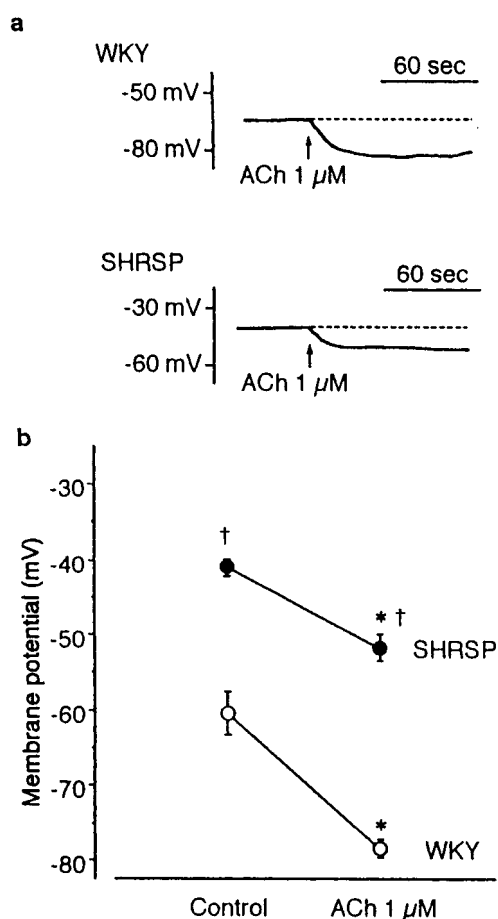 a
WKY
60 sec
-50 mV
-80 mV
ACh 1 µM
SHRSP
60 sec
-30 mV
-60 mV
ACh 1 µM
b
Membrane potential (mV)
-30
-40
-50
-60
-70
-80
†
* †
SHRSP
*
WKY
Control
ACh 1 µM